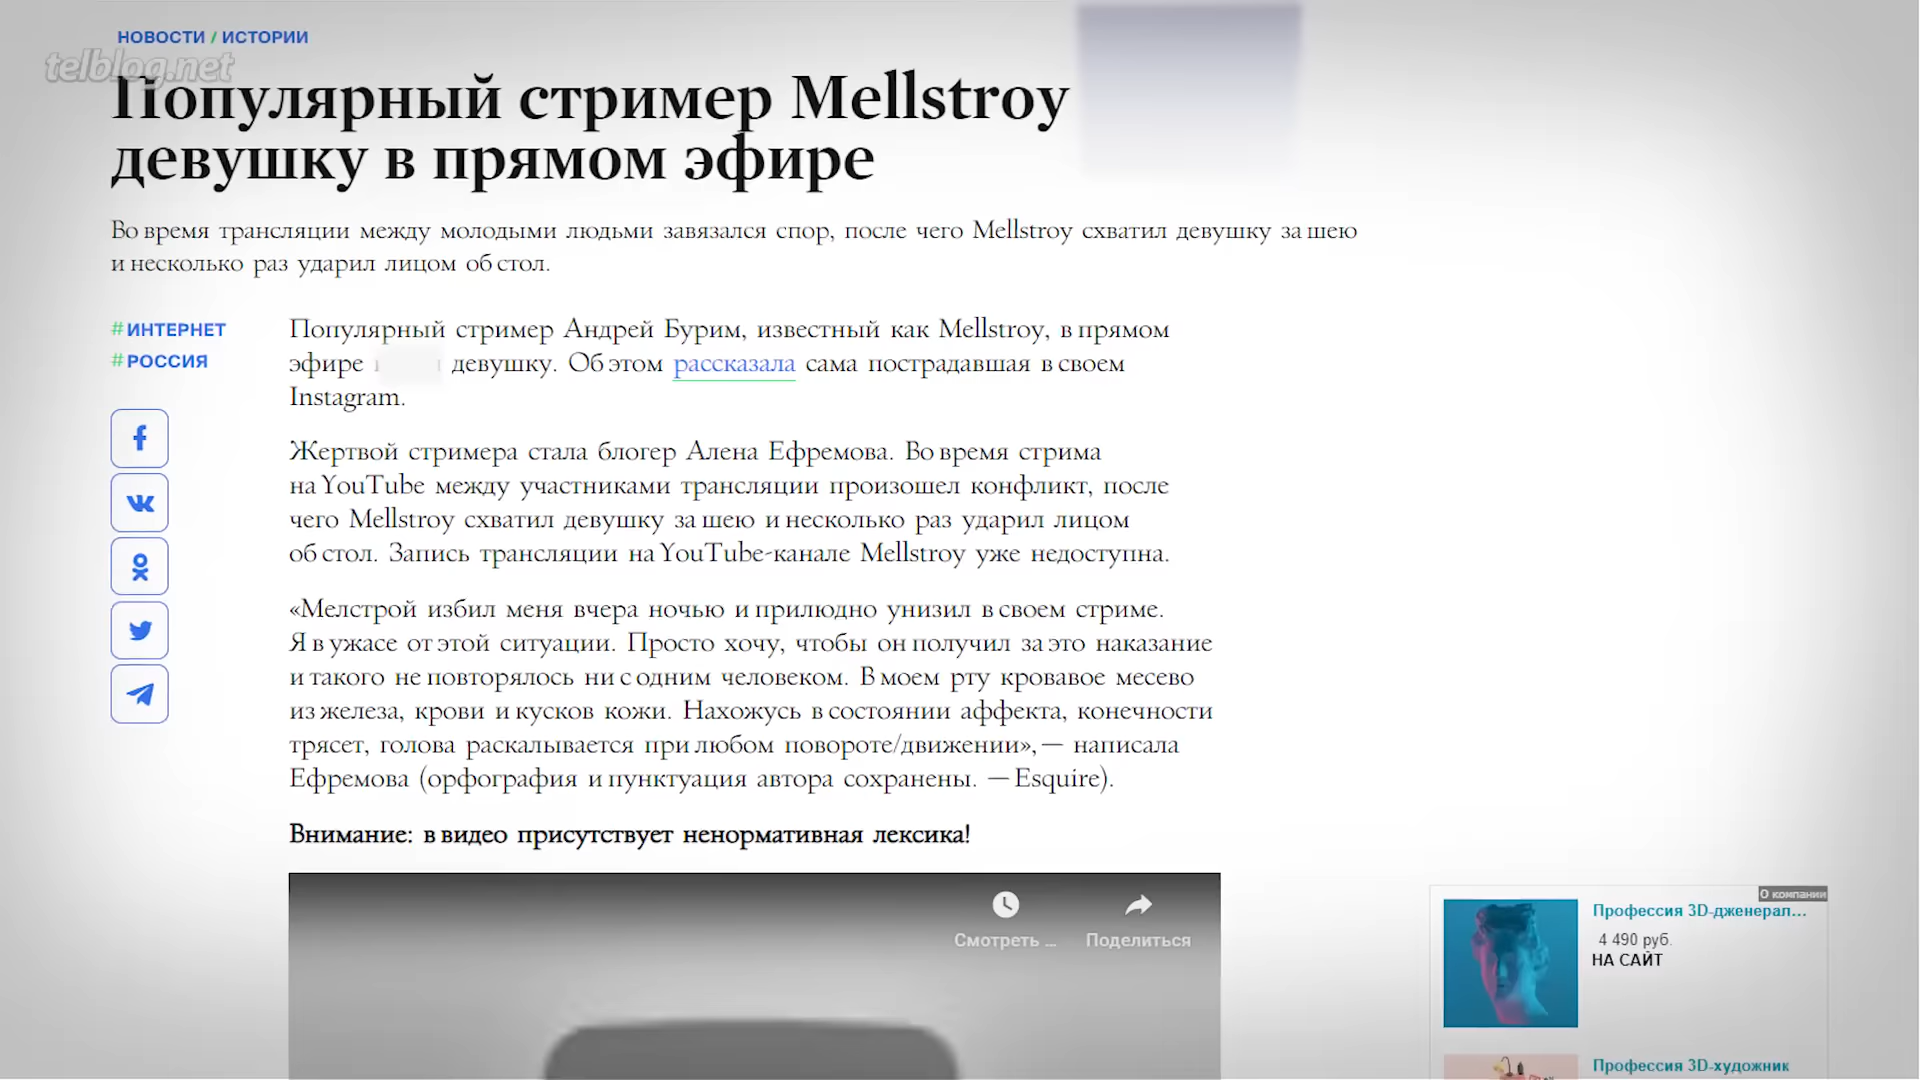 НОВОСТИ / ИСТОРИИ
telblog.net
Популярный стример Mellstroy
девушку в прямом эфире
Во время трансляции между молодыми людьми завязался спор, после чего Mellstroy схватил девушку за шею
и несколько раз ударил лицом об стол.
#ИНТЕРНЕТ
#РОССИЯ
Популярный стример Андрей Бурим, известный как Mellstroy, в прямом
эфире девушку. Об этом рассказала сама пострадавшая в своем
Instagram.
Жертвой стримера стала блогер Алена Ефремова. Во время стрима
на YouTube между участниками трансляции произошел конфликт, после
чего Mellstroy схватил девушку за шею и несколько раз ударил лицом
об стол. Запись трансляции на YouTube-канале Mellstroy уже недоступна.
«Мелстрой избил меня вчера ночью и прилюдно унизил в своем стриме.
Я в ужасе от этой ситуации. Просто хочу, чтобы он получил за это наказание
и такого не повторялось ни с одним человеком. В моем рту кровавое месево
из железа, крови и кусков кожи. Нахожусь в состоянии аффекта, конечности
трясет, голова раскалывается при любом повороте/движении», — написала
Ефремова (орфография и пунктуация автора сохранены. — Esquire).
Внимание: в видео присутствует ненормативная лексика!
Смотреть ...
Поделиться
О компании
Профессия 3D-дженерал...
4 490 руб.
НА САЙТ
Профессия 3D-художник